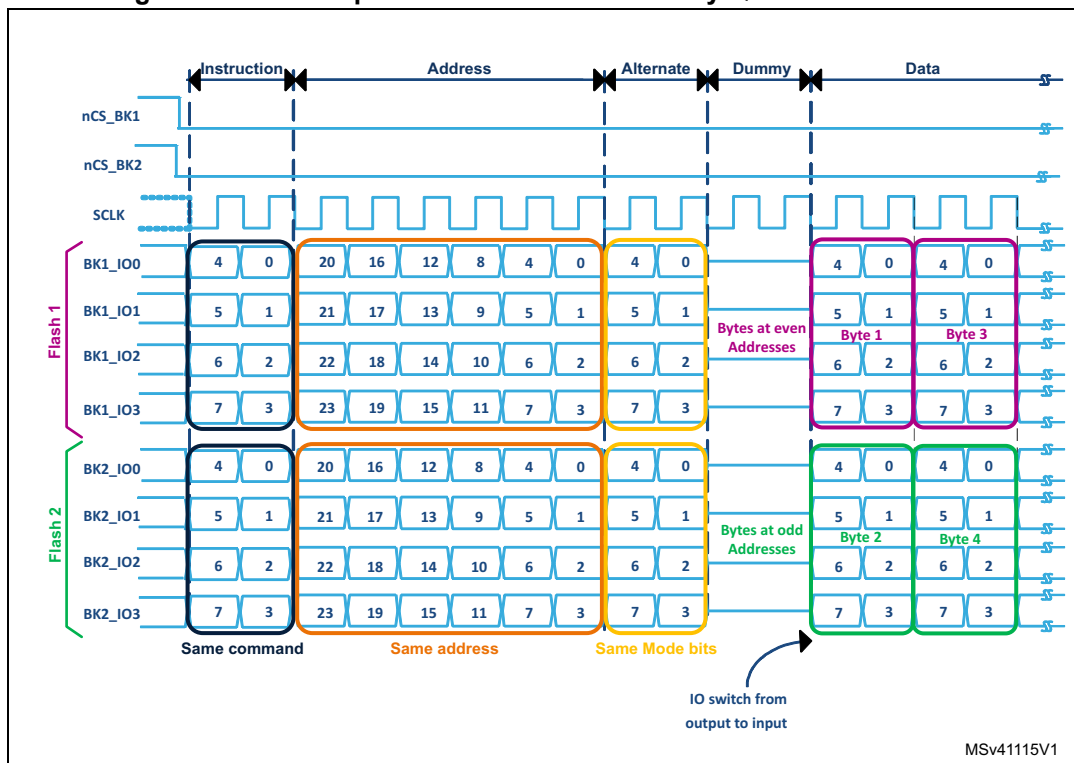 Instruction Address Alternate Dummy Data
nCS_BK1
nCS_BK2
SCLK
BK1_IO0 4 0 20 16 12 8 4 0 4 0 4 0 4 0
BK1_IO1 5 1 21 17 13 9 5 1 5 1 5 1 5 1
Bytes at even Byte 1 Byte 3
Addresses
BK1_IO2 6 2 22 18 14 10 6 2 6 2 6 2 6 2
BK1_IO3 7 3 23 19 15 11 7 3 7 3 7 3 7 3
Flash 1
BK2_IO0 4 0 20 16 12 8 4 0 4 0 4 0 4 0
BK2_IO1 5 1 21 17 13 9 5 1 5 1 5 1 5 1
Bytes at odd Byte 2 Byte 4
Addresses
BK2_IO2 6 2 22 18 14 10 6 2 6 2 6 2 6 2
BK2_IO3 7 3 23 19 15 11 7 3 7 3 7 3 7 3
Flash 2
Same command Same address Same Mode bits
IO switch from
output to input
MSv41115V1